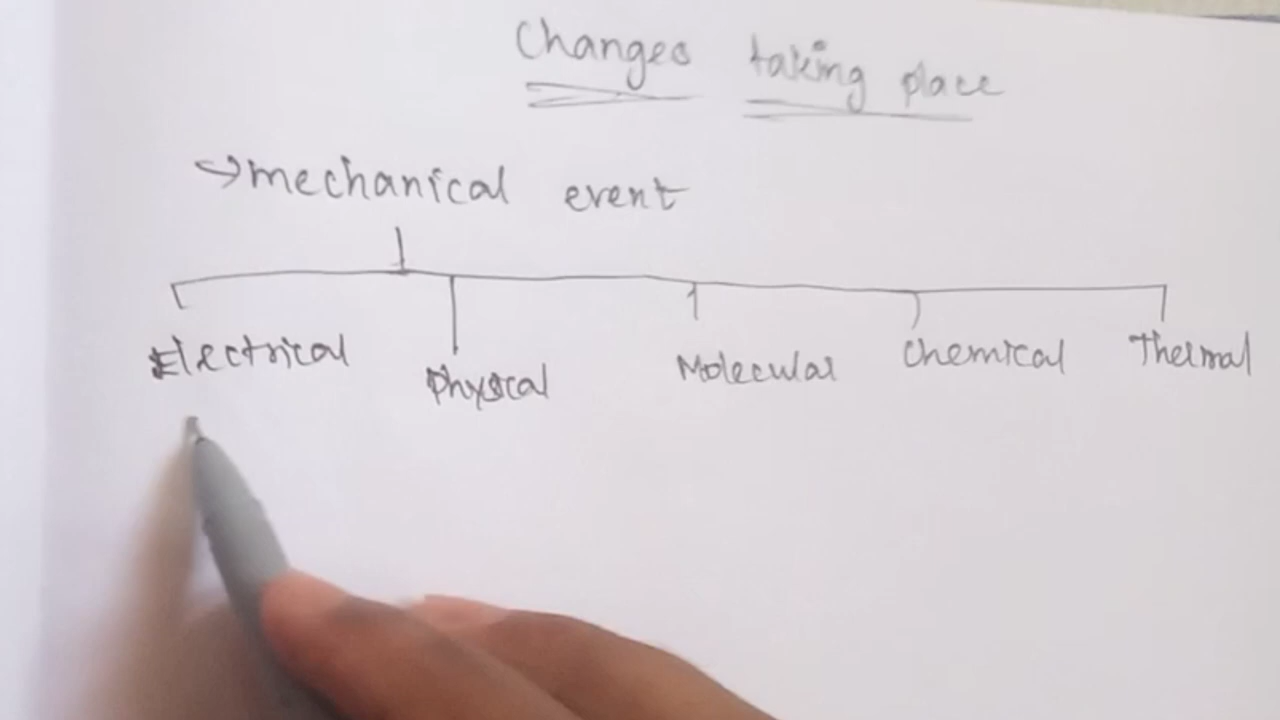 Changes taking place
↪mechanical event
Electrical Physical Molecular Chemical Thermal